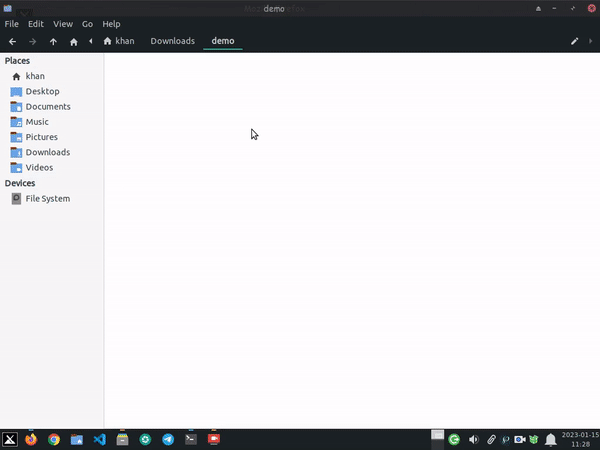 demo
File Edit View Go Help
khan Downloads demo
Places
khan
Desktop
Documents
Music
Pictures
Downloads
Videos
Devices
File System
2023-01-15
11:28